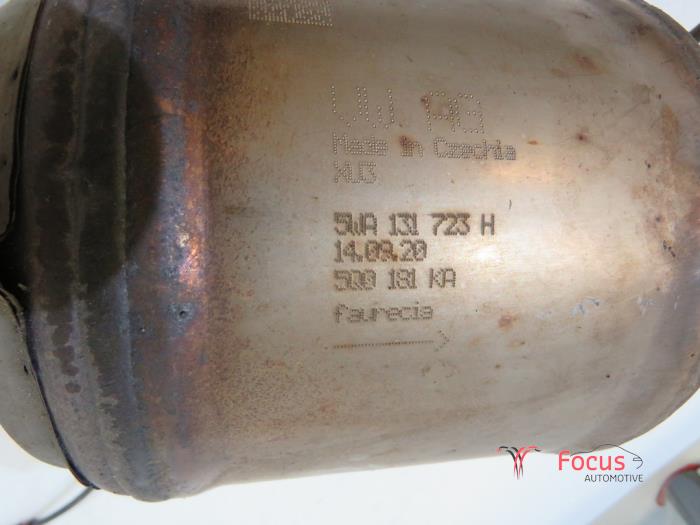 VW AG
Made in Czechia
XU3
5WA 131 723 H
14.09.20
5Q0 181 KA
faurecia
Focus
AUTOMOTIVE